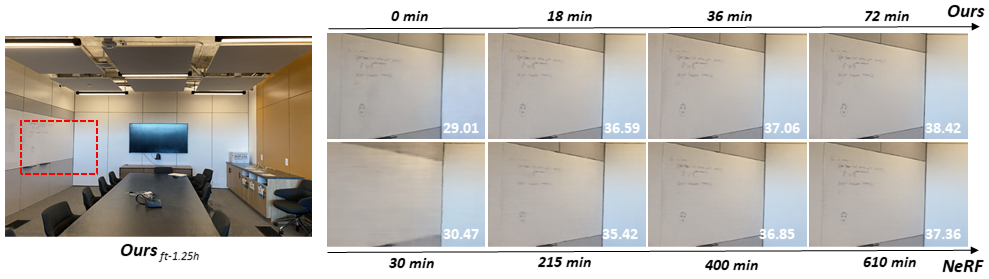 0 min 18 min 36 min 72 min Ours
29.01 36.59 37.06 38.42
30.47 35.42 36.85 37.36
Ours ft-1.25h
30 min 215 min 400 min 610 min NeRF